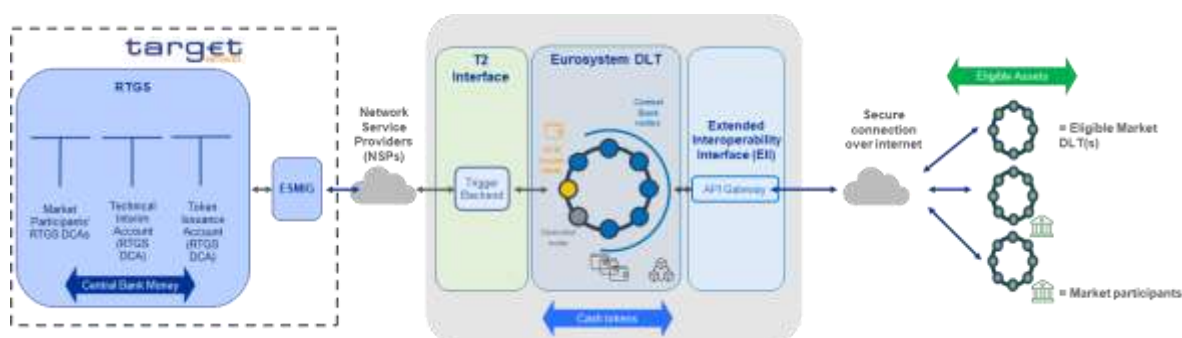 target
RTGS
Market
Participants'
RTGS DCAs
Technical
Interim
Account
(RTGS
DCA)
Token
Issuance
Account
(RTGS
DCA)
Central Bank Money
ESMIG
Network
Service
Providers
(NSPs)
T2
Interface
Trigger
Backend
Eurosystem DLT
Central
Bank
nodes
Operator
node
Cash tokens
Extended
Interoperability
Interface (EII)
API Gateway
Secure
connection
over internet
Eligible Assets
= Eligible Market
DLT(s)
= Market participants